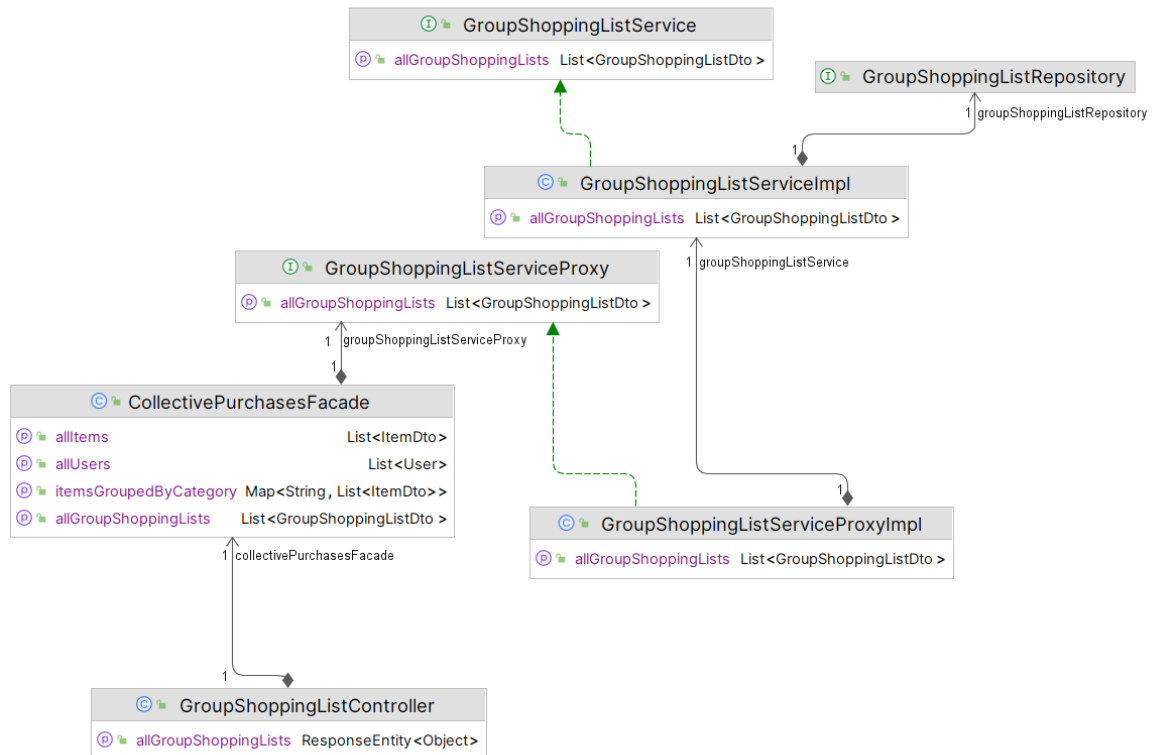 GroupShoppingListService
allGroupShoppingLists List<GroupShoppingListDto>
GroupShoppingListRepository
1 groupShoppingListRepository
1
GroupShoppingListServiceImpl
allGroupShoppingLists List<GroupShoppingListDto>
1 groupShoppingListService
GroupShoppingListServiceProxy
allGroupShoppingLists List<GroupShoppingListDto>
1 groupShoppingListServiceProxy
1
CollectivePurchasesFacade
allItems List<ItemDto>
allUsers List<User>
itemsGroupedByCategory Map<String, List<ItemDto>>
allGroupShoppingLists List<GroupShoppingListDto>
1
GroupShoppingListServiceProxyImpl
allGroupShoppingLists List<GroupShoppingListDto>
1 collectivePurchasesFacade
1
GroupShoppingListController
allGroupShoppingLists ResponseEntity<Object>